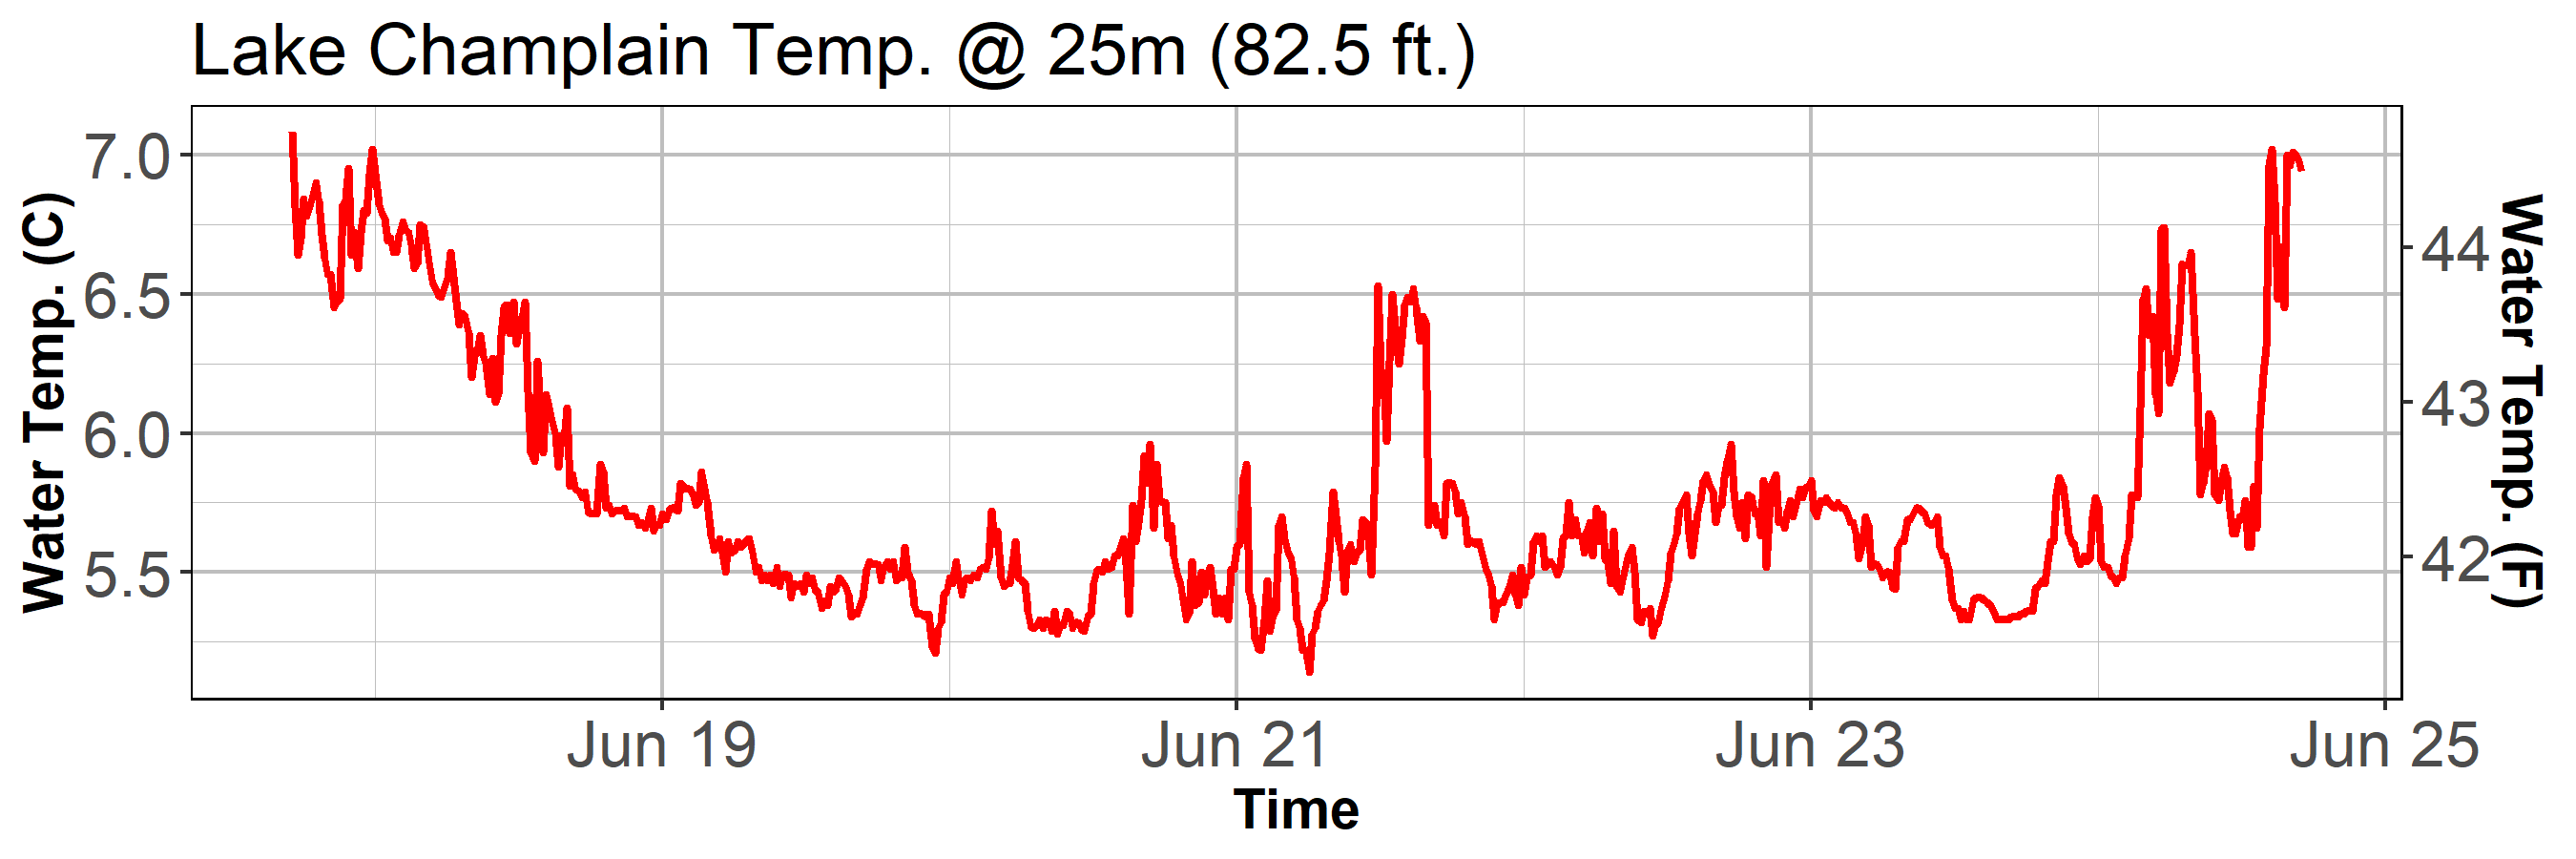 Lake Champlain Temp. @ 25m (82.5 ft.)
Water Temp. (C)
7.0
6.5
6.0
5.5
44
43
42
Water Temp. (F)
Jun 19 Jun 21 Jun 23 Jun 25
Time